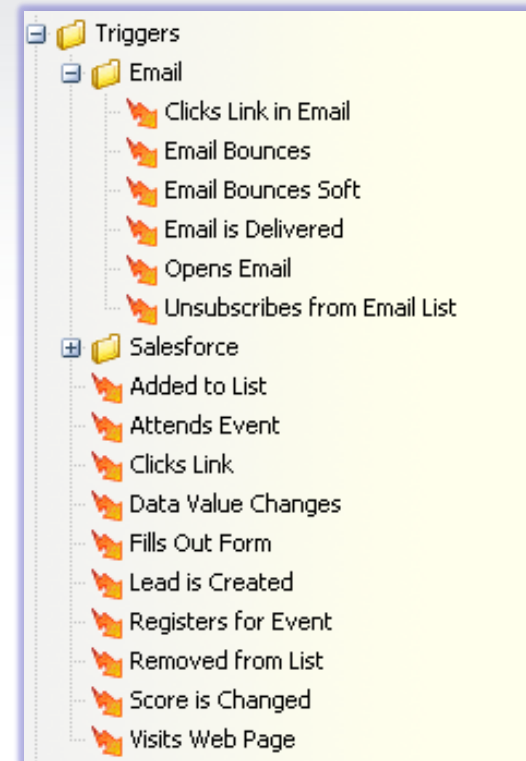 Triggers
Email
Clicks Link in Email
Email Bounces
Email Bounces Soft
Email is Delivered
Opens Email
Unsubscribes from Email List
Salesforce
Added to List
Attends Event
Clicks Link
Data Value Changes
Fills Out Form
Lead is Created
Registers for Event
Removed from List
Score is Changed
Visits Web Page